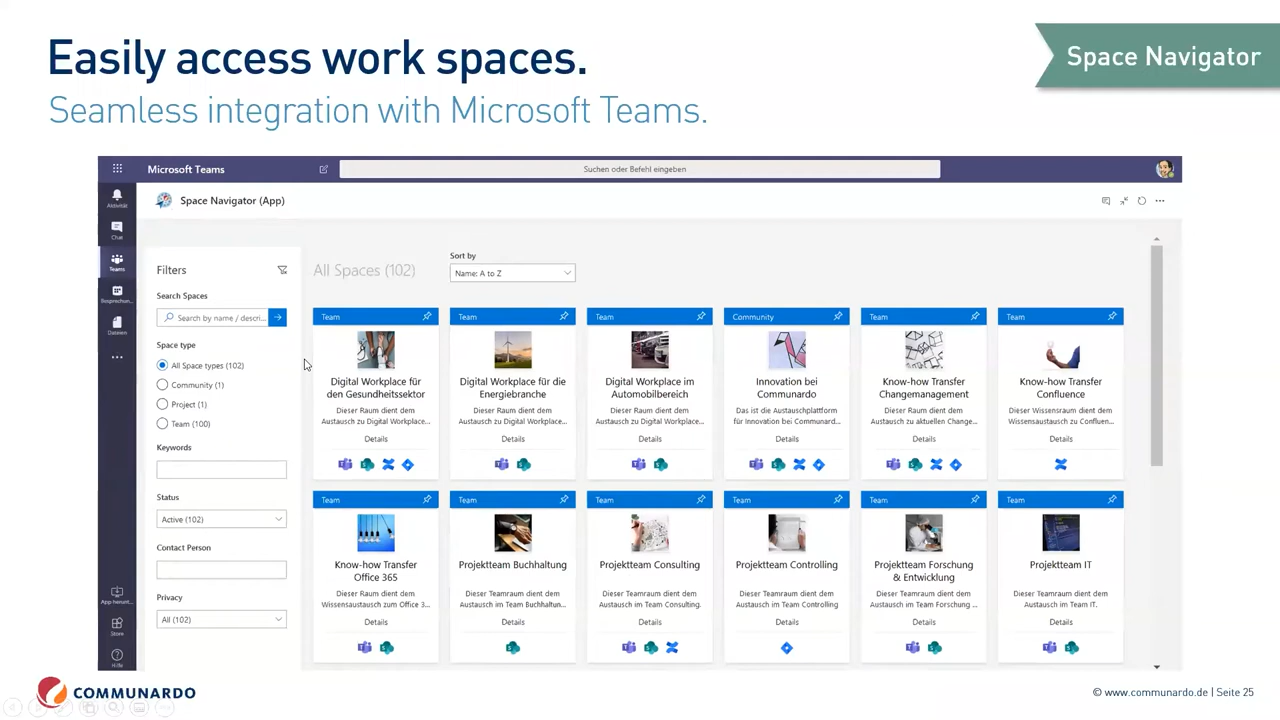 Easily access work spaces.
Space Navigator
Seamless integration with Microsoft Teams.
Microsoft Teams
Suchen oder Befehl eingeben
Aktivität
Space Navigator (App)
Chat
Teams
Besprechun...
Dateien
App herunt...
Store
Hilfe
Filters
Search Spaces
Search by name / descri...
Space type
All Space types (102)
Community (1)
Project (1)
Team (100)
Keywords
Status
Active (102)
Contact Person
Privacy
All (102)
All Spaces (102)
Sort by
Name: A to Z
Team
Digital Workplace für
den Gesundheitssektor
Dieser Raum dient dem
Austausch zu Digital Workplace...
Details
Team
Digital Workplace für die
Energiebranche
Dieser Raum dient dem
Austausch zu Digital Workplace...
Details
Team
Digital Workplace im
Automobilbereich
Dieser Raum dient dem
Austausch zu Digital Workplace...
Details
Community
Innovation bei
Communardo
Das ist die Austauschplattform
für Innovation bei Communard...
Details
Team
Know-how Transfer
Changemanagement
Dieser Raum dient dem
Austausch zu aktuellen Change...
Details
Team
Know-how Transfer
Confluence
Dieser Wissensraum dient dem
Wissensaustausch zu Confluen...
Details
Team
Know-how Transfer
Office 365
Dieser Raum dient dem
Wissensaustausch zum Office 3...
Details
Team
Projektteam Buchhaltung
Dieser Teamraum dient dem
Austausch im Team Buchhaltun...
Details
Team
Projektteam Consulting
Dieser Teamraum dient dem
Austausch im Team Consulting.
Details
Team
Projektteam Controlling
Dieser Teamraum dient dem
Austausch im Team Controlling
Details
Team
Projektteam Forschung
& Entwicklung
Dieser Teamraum dient dem
Austausch im Team Forschung ...
Details
Team
Projektteam IT
Dieser Teamraum dient dem
Austausch im Team IT.
Details
COMMUNARDO
© www.communardo.de | Seite 25